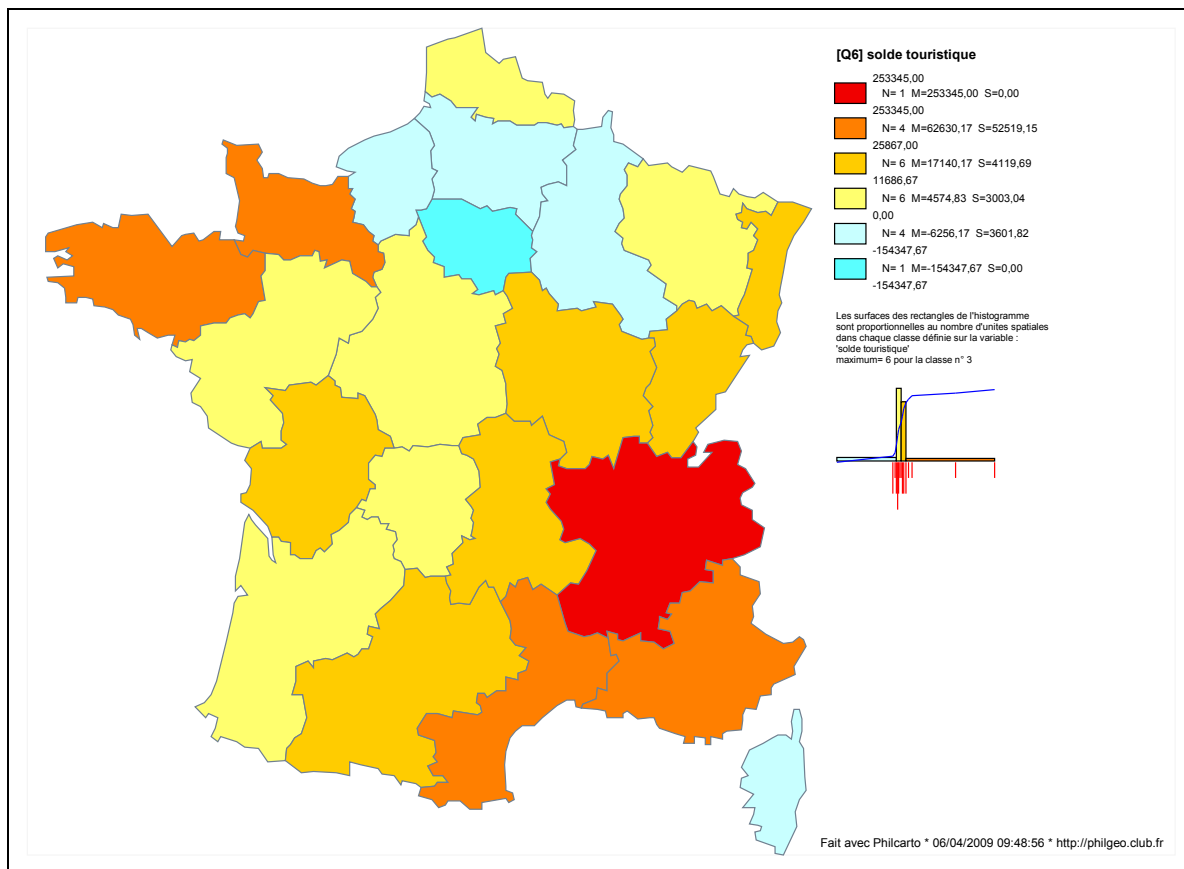 [Q6] solde touristique
253345,00
N= 1 M=253345,00 S=0,00
253345,00
N= 4 M=62630,17 S=52519,15
25867,00
N= 6 M=17140,17 S=4119,69
11686,67
N= 6 M=4574,83 S=3003,04
0,00
N= 4 M=-6256,17 S=3601,82
-154347,67
N= 1 M=-154347,67 S=0,00
-154347,67
Les surfaces des rectangles de l'histogramme
sont proportionnelles au nombre d'unites spatiales
dans chaque classe définie sur la variable :
'solde touristique'
maximum= 6 pour la classe n° 3
Fait avec Philcarto * 06/04/2009 09:48:56 * http://philgeo.club.fr